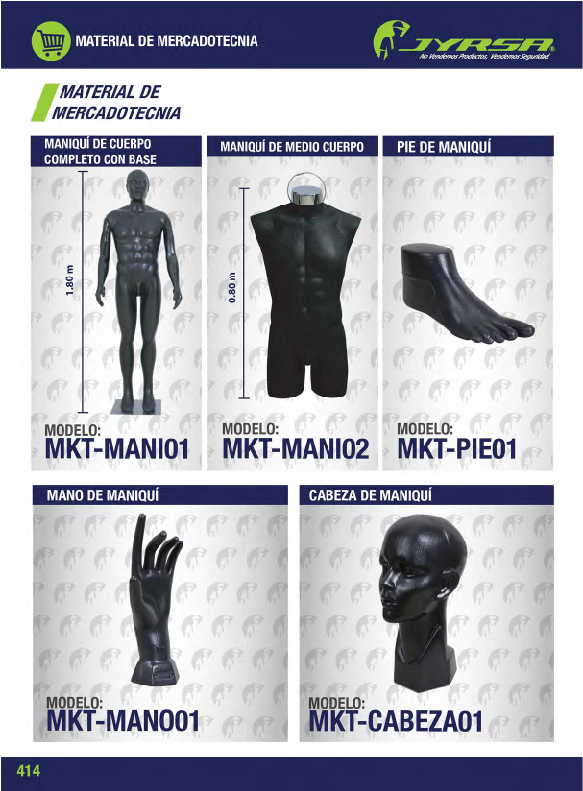 MATERIAL DE MERCADOTECNIA
JYRSA®
No Vendemos Productos, Vendemos Seguridad
MATERIAL DE
MERCADOTECNIA
MANIQUÍ DE CUERPO
COMPLETO CON BASE
1.80 m
MODELO:
MKT-MANI01
MANIQUÍ DE MEDIO CUERPO
0.80 m
MODELO:
MKT-MANI02
PIE DE MANIQUÍ
MODELO:
MKT-PIE01
MANO DE MANIQUÍ
MODELO:
MKT-MANO01
CABEZA DE MANIQUÍ
MODELO:
MKT-CABEZA01
414